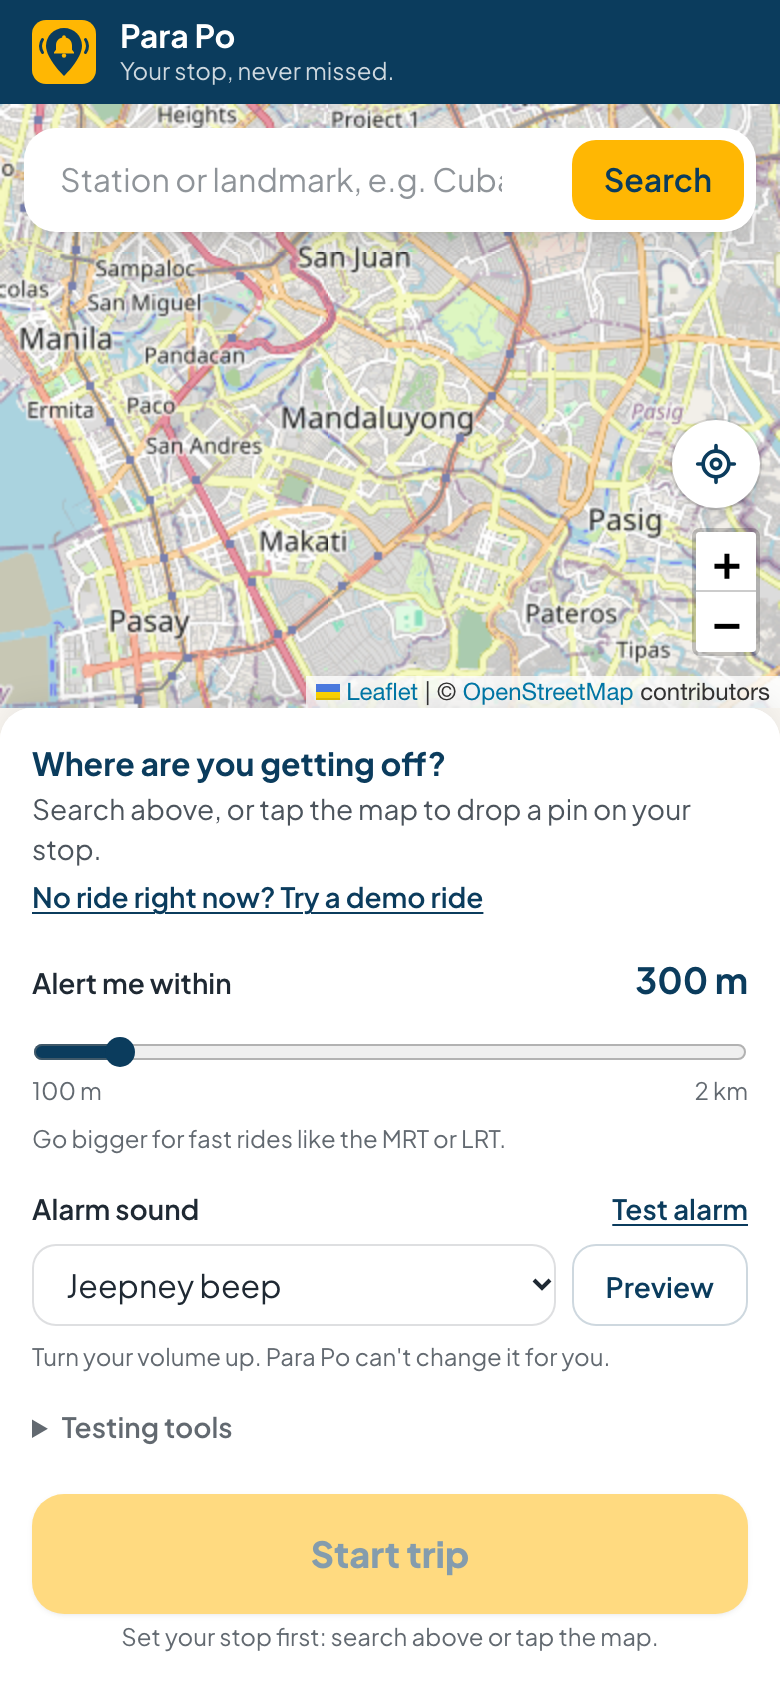 Para Po
Your stop, never missed.
Heights
Project 1
Station or landmark, e.g. Cuba
Search
San Juan
Sampaloc
colas
San Miguel
Manila
Pandacan
Ermita
Paco
Mandaluyong
Pasig
San Andres
Pasig
Makati
+
Pasay
Pateros
−
Tipas
Leaflet | © OpenStreetMap contributors
Where are you getting off?
Search above, or tap the map to drop a pin on your
stop.
No ride right now? Try a demo ride
Alert me within
300 m
100 m
2 km
Go bigger for fast rides like the MRT or LRT.
Alarm sound
Test alarm
Jeepney beep
Preview
Turn your volume up. Para Po can't change it for you.
Testing tools
Start trip
Set your stop first: search above or tap the map.